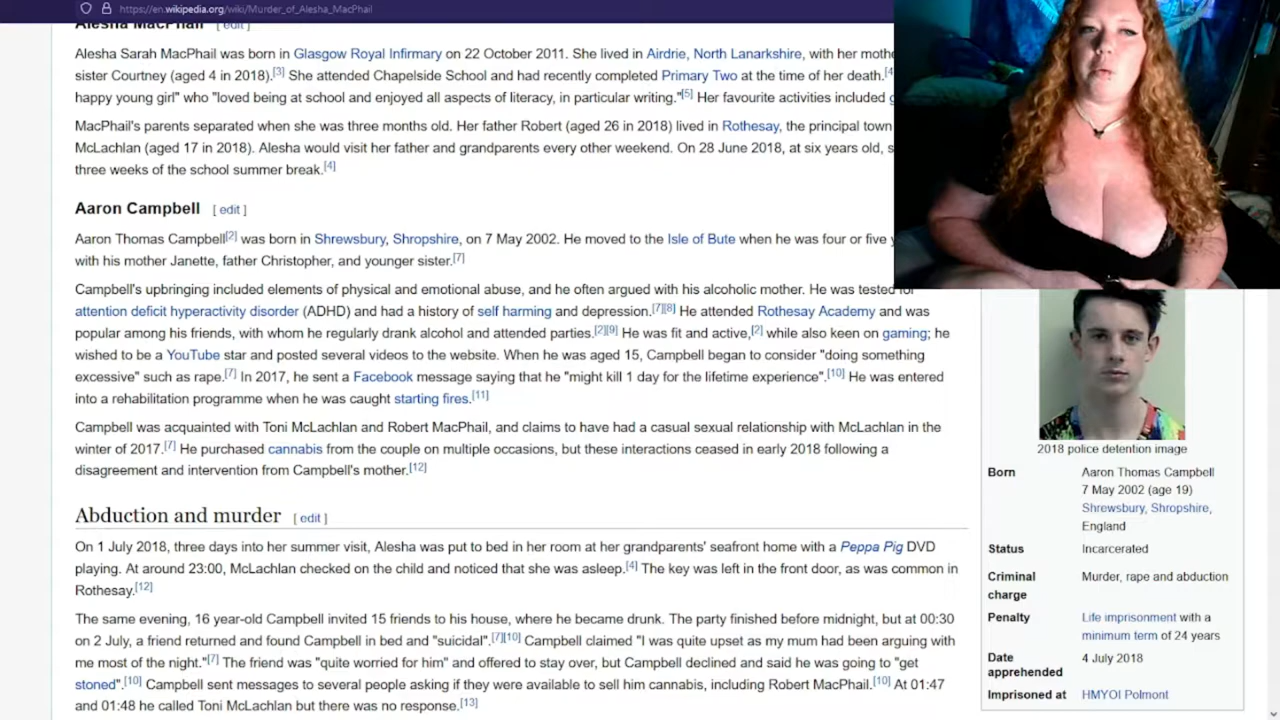 https://en.wikipedia.org/wiki/Murder_of_Alesha_MacPhail
Alesha MacPhail [ edit ]
Alesha Sarah MacPhail was born in Glasgow Royal Infirmary on 22 October 2011. She lived in Airdrie, North Lanarkshire, with her
sister Courtney (aged 4 in 2018).[3] She attended Chapelside School and had recently completed Primary Two at the time of her death.[4
happy young girl" who "loved being at school and enjoyed all aspects of literacy, in particular writing."[5] Her favourite activities included
MacPhail's parents separated when she was three months old. Her father Robert (aged 26 in 2018) lived in Rothesay, the principal town
McLachlan (aged 17 in 2018). Alesha would visit her father and grandparents every other weekend. On 28 June 2018, at six years old,
three weeks of the school summer break.[4]
Aaron Campbell [ edit ]
Aaron Thomas Campbell[2] was born in Shrewsbury, Shropshire, on 7 May 2002. He moved to the Isle of Bute when he was four or five
with his mother Janette, father Christopher, and younger sister.[7]
Campbell's upbringing included elements of physical and emotional abuse, and he often argued with his alcoholic mother. He was tested for
attention deficit hyperactivity disorder (ADHD) and had a history of self harming and depression.[7][8] He attended Rothesay Academy and was
popular among his friends, with whom he regularly drank alcohol and attended parties.[2][9] He was fit and active,[2] while also keen on gaming; he
wished to be a YouTube star and posted several videos to the website. When he was aged 15, Campbell began to consider "doing something
excessive" such as rape.[7] In 2017, he sent a Facebook message saying that he "might kill 1 day for the lifetime experience".[10] He was entered
into a rehabilitation programme when he was caught starting fires.[11]
Campbell was acquainted with Toni McLachlan and Robert MacPhail, and claims to have had a casual sexual relationship with McLachlan in the
winter of 2017.[7] He purchased cannabis from the couple on multiple occasions, but these interactions ceased in early 2018 following a
disagreement and intervention from Campbell's mother.[12]
Abduction and murder [ edit ]
On 1 July 2018, three days into her summer visit, Alesha was put to bed in her room at her grandparents' seafront home with a Peppa Pig DVD
playing. At around 23:00, McLachlan checked on the child and noticed that she was asleep.[4] The key was left in the front door, as was common in
Rothesay.[12]
The same evening, 16 year-old Campbell invited 15 friends to his house, where he became drunk. The party finished before midnight, but at 00:30
on 2 July, a friend returned and found Campbell in bed and "suicidal".[7][10] Campbell claimed "I was quite upset as my mum had been arguing with
me most of the night."[7] The friend was "quite worried for him" and offered to stay over, but Campbell declined and said he was going to "get
stoned".[10] Campbell sent messages to several people asking if they were available to sell him cannabis, including Robert MacPhail.[10] At 01:47
and 01:48 he called Toni McLachlan but there was no response.[13]
2018 police detention image
Born Aaron Thomas Campbell
7 May 2002 (age 19)
Shrewsbury, Shropshire,
England
Status Incarcerated
Criminal charge Murder, rape and abduction
Penalty Life imprisonment with a
minimum term of 24 years
Date apprehended 4 July 2018
Imprisoned at HMYOI Polmont